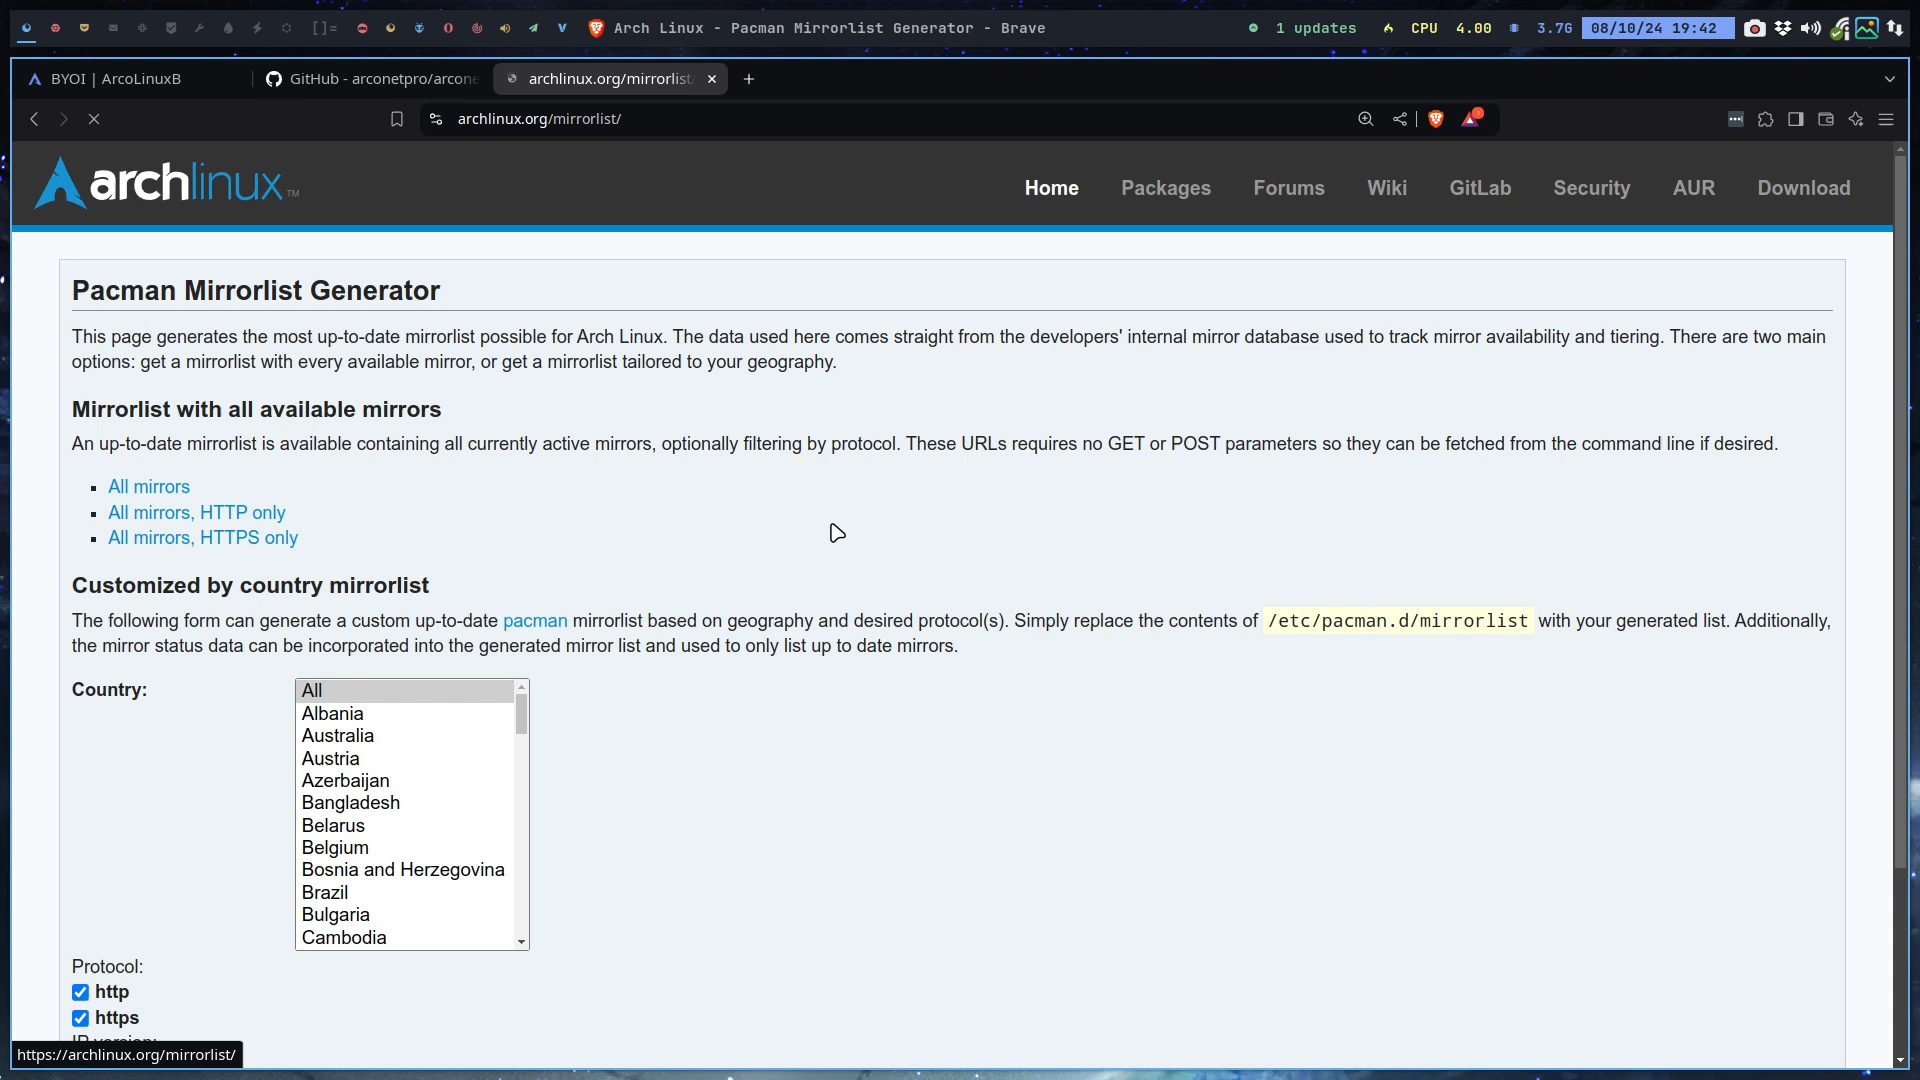 []=
Arch Linux - Pacman Mirrorlist Generator - Brave
1 updates
CPU 4.00
3.7G
08/10/24 19:42
BYOI | ArcoLinuxB
GitHub - arconetpro/arcone
archlinux.org/mirrorlist/
archlinux.org/mirrorlist/
archlinux TM
Home
Packages
Forums
Wiki
GitLab
Security
AUR
Download
Pacman Mirrorlist Generator
This page generates the most up-to-date mirrorlist possible for Arch Linux. The data used here comes straight from the developers' internal mirror database used to track mirror availability and tiering. There are two main
options: get a mirrorlist with every available mirror, or get a mirrorlist tailored to your geography.
Mirrorlist with all available mirrors
An up-to-date mirrorlist is available containing all currently active mirrors, optionally filtering by protocol. These URLs requires no GET or POST parameters so they can be fetched from the command line if desired.
All mirrors
All mirrors, HTTP only
All mirrors, HTTPS only
Customized by country mirrorlist
The following form can generate a custom up-to-date pacman mirrorlist based on geography and desired protocol(s). Simply replace the contents of /etc/pacman.d/mirrorlist with your generated list. Additionally,
the mirror status data can be incorporated into the generated mirror list and used to only list up to date mirrors.
Country:
All
Albania
Australia
Austria
Azerbaijan
Bangladesh
Belarus
Belgium
Bosnia and Herzegovina
Brazil
Bulgaria
Cambodia
Protocol:
http
https
IP version:
https://archlinux.org/mirrorlist/